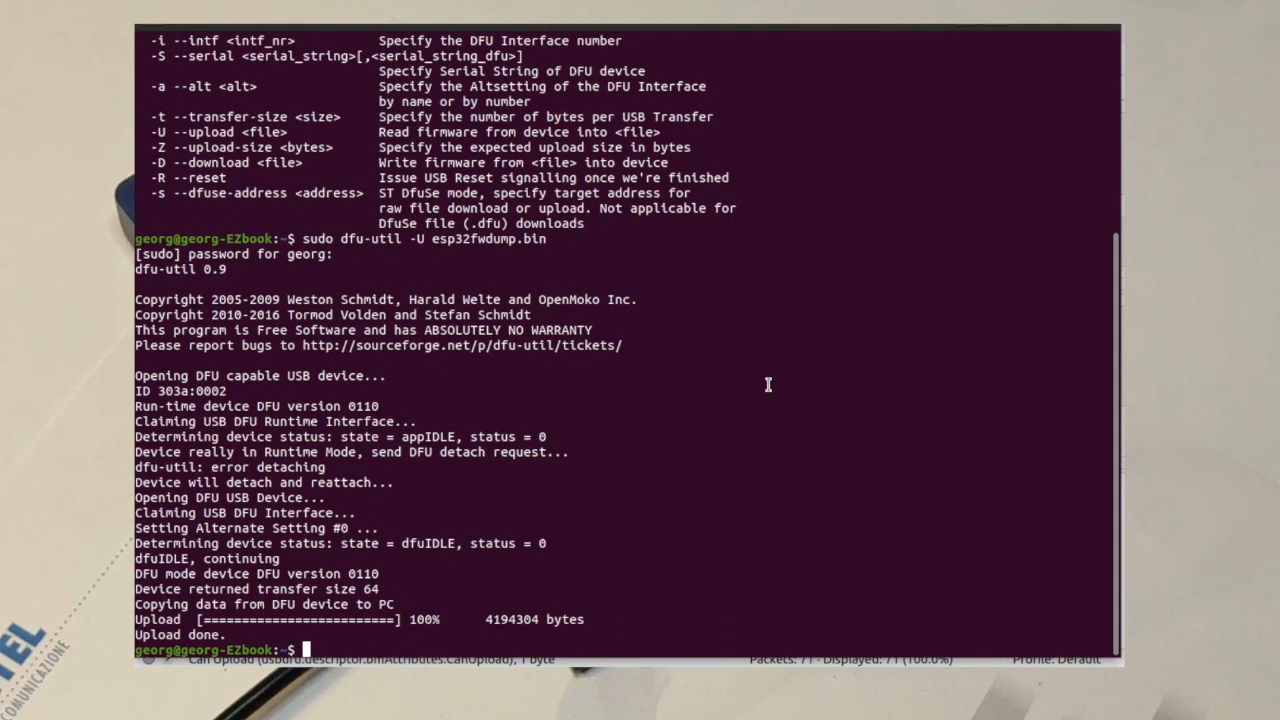 -i --intf <intf_nr> Specify the DFU Interface number
-S --serial <serial_string>[,<serial_string_dfu>]
Specify Serial String of DFU device
-a --alt <alt> Specify the Altsetting of the DFU Interface
by name or by number
-t --transfer-size <size> Specify the number of bytes per USB Transfer
-U --upload <file> Read firmware from device into <file>
-Z --upload-size <bytes> Specify the expected upload size in bytes
-D --download <file> Write firmware from <file> into device
-R --reset Issue USB Reset signalling once we're finished
-s --dfuse-address <address> ST DfuSe mode, specify target address for
raw file download or upload. Not applicable for
DfuSe file (.dfu) downloads
georg@georg-EZbook:~$ sudo dfu-util -U esp32fwdump.bin
[sudo] password for georg:
dfu-util 0.9
Copyright 2005-2009 Weston Schmidt, Harald Welte and OpenMoko Inc.
Copyright 2010-2016 Tormod Volden and Stefan Schmidt
This program is Free Software and has ABSOLUTELY NO WARRANTY
Please report bugs to http://sourceforge.net/p/dfu-util/tickets/
Opening DFU capable USB device...
ID 303a:0002
Run-time device DFU version 0110
Claiming USB DFU Runtime Interface...
Determining device status: state = appIDLE, status = 0
Device really in Runtime Mode, send DFU detach request...
dfu-util: error detaching
Device will detach and reattach...
Opening DFU USB Device...
Claiming USB DFU Interface...
Setting Alternate Setting #0 ...
Determining device status: state = dfuIDLE, status = 0
dfuIDLE, continuing
DFU mode device DFU version 0110
Device returned transfer size 64
Copying data from DFU device to PC
Upload [=========================] 100% 4194304 bytes
Upload done.
georg@georg-EZbook:~$
Can Upload (usbdfu.descriptor.bmAttributes.CanUpload), 1 byte Packets: 71 · Displayed: 71 (100.0%) Profile: Default
TEL
COMUNICAZIONE